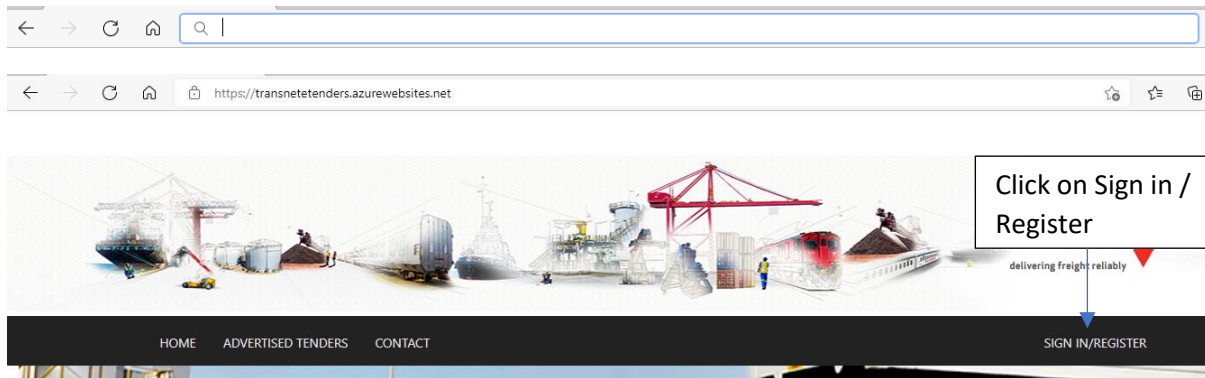 https://transnetetenders.azurewebsites.net
Click on Sign in /
Register
delivering freight reliably
HOME ADVERTISED TENDERS CONTACT SIGN IN/REGISTER